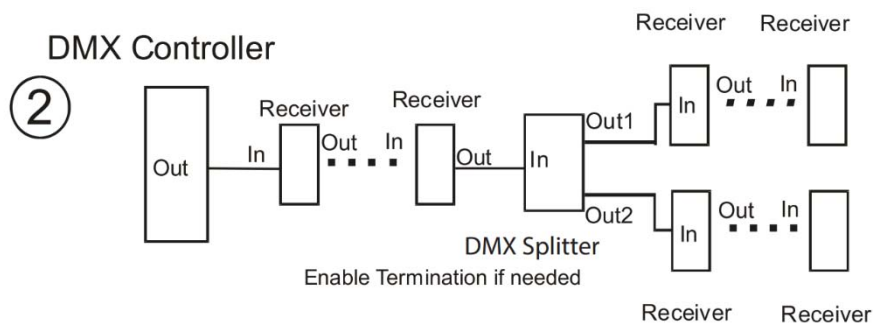 Receiver Receiver
DMX Controller
2
Receiver Receiver
Out In
In
Out1
Out In Out In Out In
Out2
Out In
In
DMX Splitter
Enable Termination if needed
Receiver Receiver